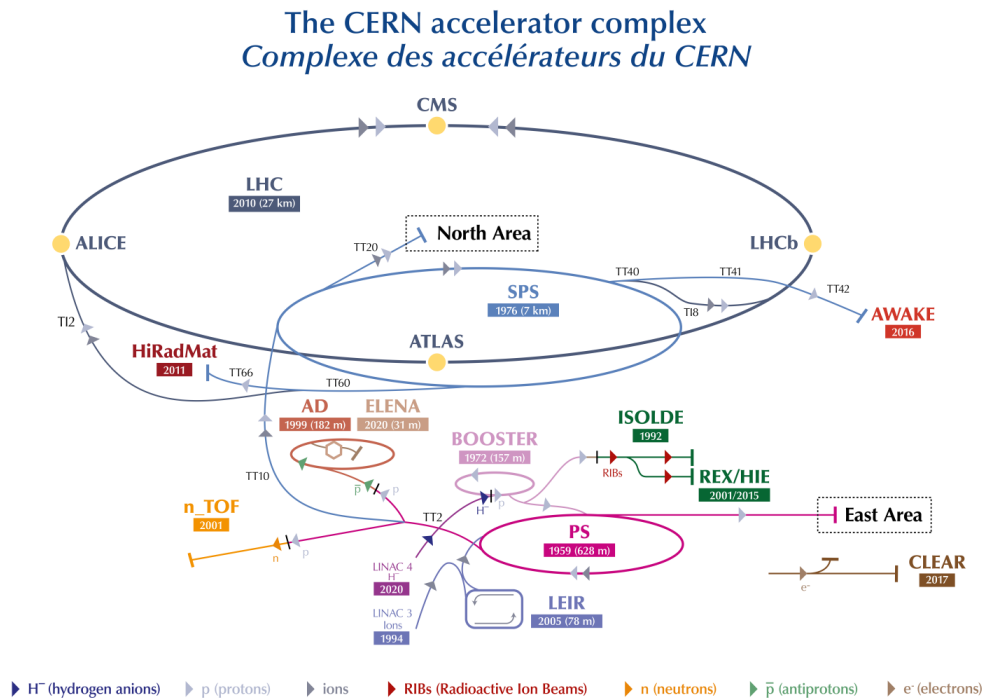 The CERN accelerator complex
Complexe des accélérateurs du CERN
CMS
LHC
2010 (27 km)
ALICE
TT20
North Area
LHCb
TT40
TT41
TT42
SPS
1976 (7 km)
TI8
TI2
AWAKE
2016
ATLAS
HiRadMat
2011
TT66
TT60
AD
1999 (182 m)
ELENA
2020 (31 m)
ISOLDE
1992
BOOSTER
1972 (157 m)
RIBs
REX/HIE
2001/2015
TT10
p̅
p
H⁻
p
n_TOF
2001
TT2
East Area
PS
1959 (628 m)
n
p
LINAC 4
H⁻
2020
CLEAR
2017
e-
LINAC 3
Ions
1994
LEIR
2005 (78 m)
H⁻ (hydrogen anions)
p (protons)
ions
RIBs (Radioactive Ion Beams)
n (neutrons)
p̅ (antiprotons)
e- (electrons)